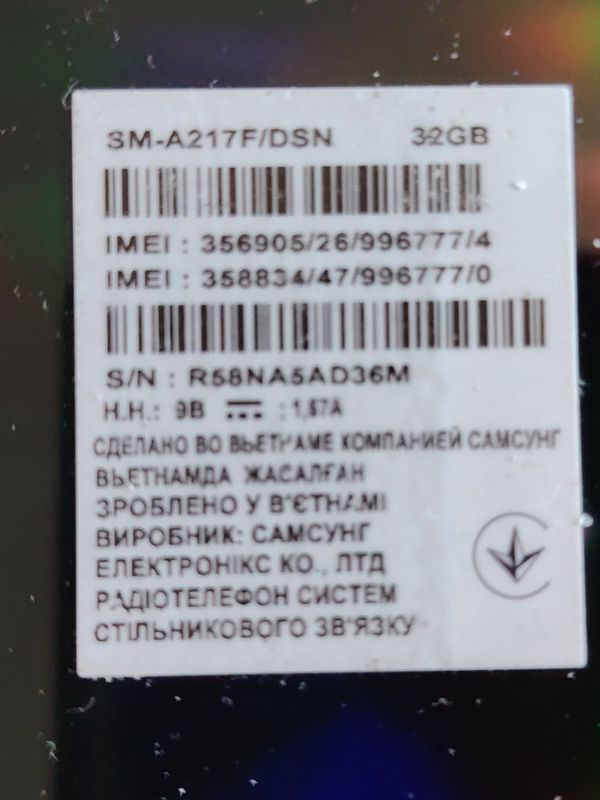 SM-A217F/DSN 32GB
IMEI : 356905/26/996777/4
IMEI : 358834/47/996777/0
S/N : R58NA5AD36M
Н.Н.: 9В : 1,67А
СДЕЛАНО ВО ВЬЕТНАМЕ КОМПАНИЕЙ САМСУНГ
ВЬЕТНАМДА ЖАСАЛҒАН
ЗРОБЛЕНО У В'ЄТНАМІ
ВИРОБНИК: САМСУНГ
ЕЛЕКТРОНІКС КО., ЛТД
РАДІОТЕЛЕФОН СИСТЕМ
СТІЛЬНИКОВОГО ЗВ'ЯЗКУ